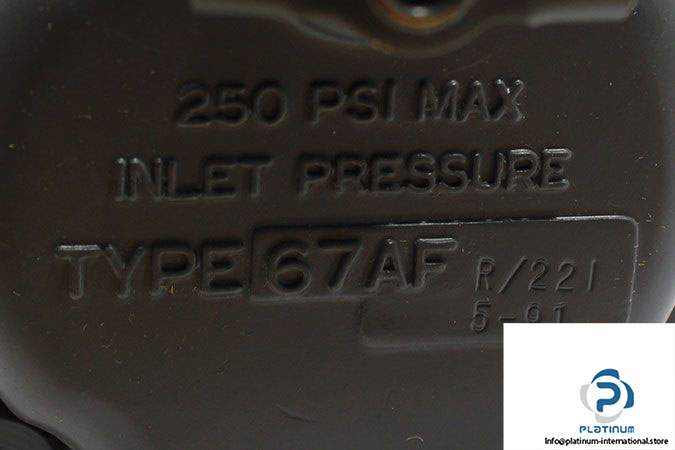 250 PSI MAX
INLET PRESSURE
TYPE 67AF R/221
5-91
PLATINUM
Info@platinum-international.store